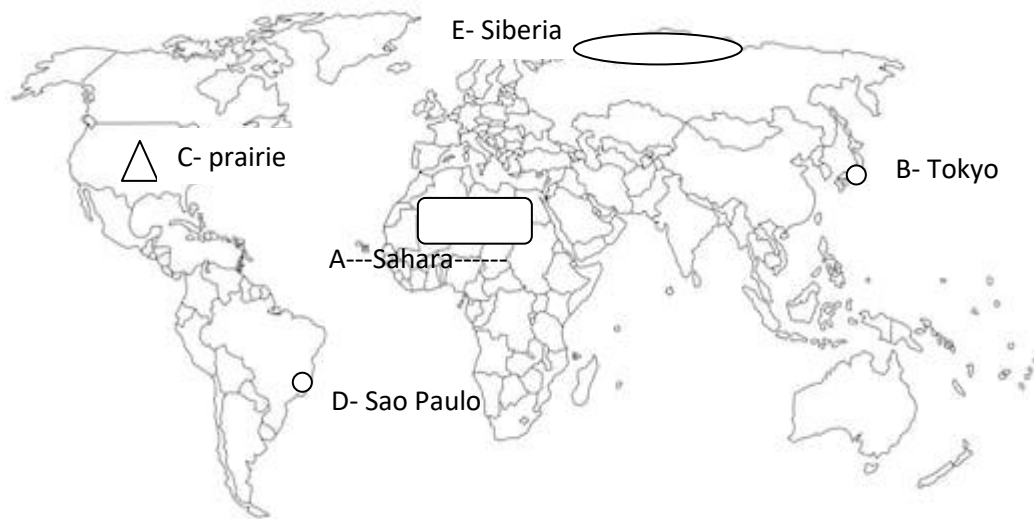 E- Siberia
C- prairie
B- Tokyo
A---Sahara------
D- Sao Paulo